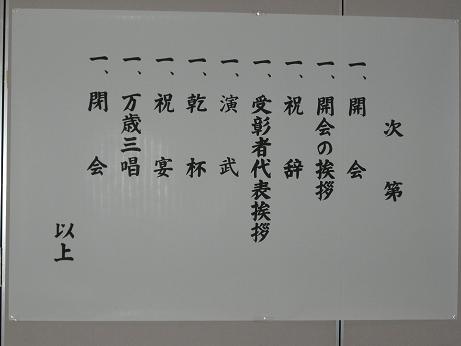 次第
一、開会
一、開会の挨拶
一、祝辞
一、受彰者代表挨拶
一、演武
一、乾杯
一、祝宴
一、万歳三唱
一、閉会
以上